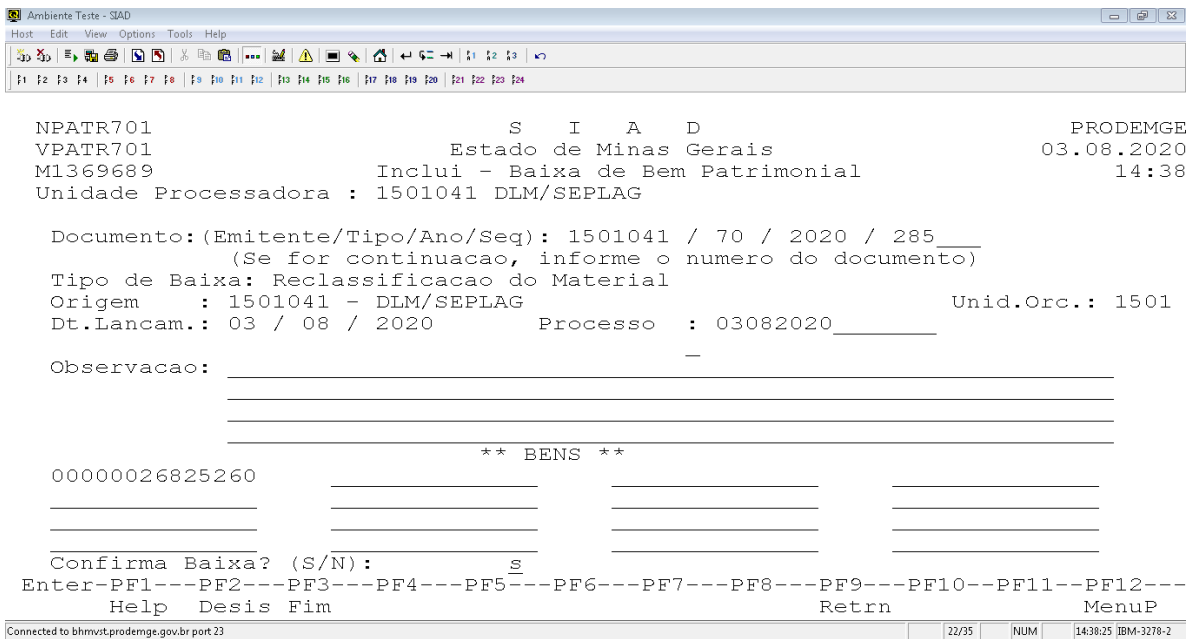 Ambiente Teste - SIAD
Host Edit View Options Tools Help
NPATR701 S I A D PRODEMGE
VPATR701 Estado de Minas Gerais 03.08.2020
M1369689 Inclui - Baixa de Bem Patrimonial 14:38
Unidade Processadora : 1501041 DLM/SEPLAG
Documento:(Emitente/Tipo/Ano/Seq): 1501041 / 70 / 2020 / 285____
(Se for continuacao, informe o numero do documento)
Tipo de Baixa: Reclassificacao do Material
Origem : 1501041 - DLM/SEPLAG Unid.Orc.: 1501
Dt.Lancam.: 03 / 08 / 2020 Processo : 03082020_______
Observacao:
** BENS **
00000026825260
Confirma Baixa? (S/N): s
Enter-PF1---PF2---PF3---PF4---PF5---PF6---PF7---PF8---PF9---PF10--PF11--PF12---
Help Desis Fim Retrn MenuP
Connected to bhmvst.prodemge.gov.br port 23 22/35 NUM 14:38:25 IBM-3278-2